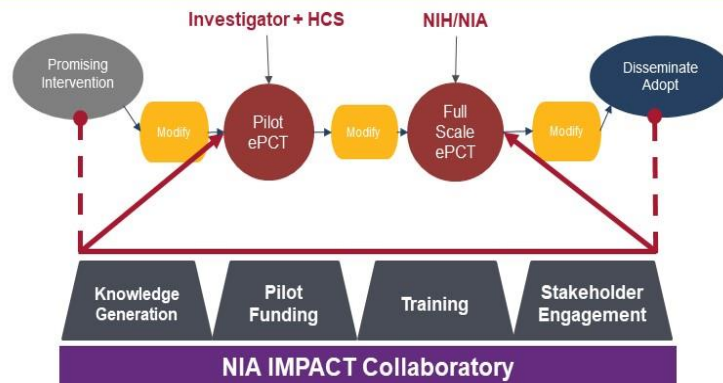 Investigator + HCS
NIH/NIA
Promising
Intervention
Modify
Pilot
ePCT
Modify
Full
Scale
ePCT
Modify
Disseminate
Adopt
Knowledge
Generation
Pilot
Funding
Training
Stakeholder
Engagement
NIA IMPACT Collaboratory